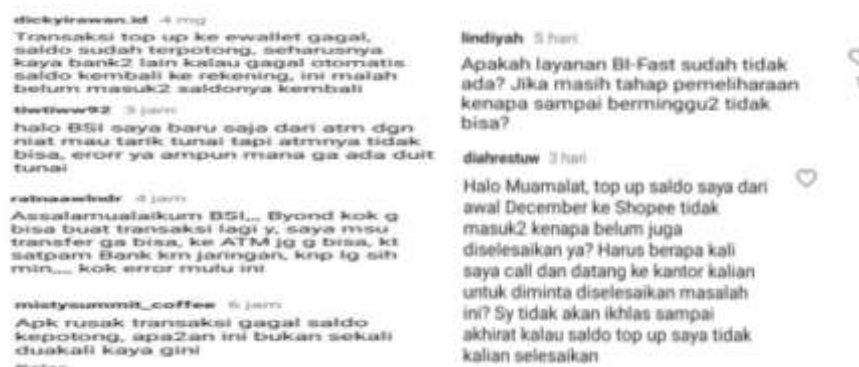 dickyirawan.id 4 mg
Transaksi top up ke ewallet gagal,
saldo sudah terpotong, seharusnya
kaya bank2 lain kalau gagal otomatis
saldo kembali ke rekening, ini malah
belum masuk2 saldonya kembali
tiwtiww92 3 jam
halo BSI saya baru saja dari atm dgn
niat mau tarik tunai tapi atmnya tidak
bisa, erorr ya ampun mana ga ada duit
tunai
ratnaawindr 4 jam
Assalamualaikum BSI,,, Byond kok g
bisa buat transaksi lagi y, saya msu
transfer ga bisa, ke ATM jg g bisa, kt
satpam Bank krn jaringan, knp lg sih
min,,,, kok error mulu ini
mistysummit_coffee 6 jam
Apk rusak transaksi gagal saldo
kepotong, apa2an ini bukan sekali
duakali kaya gini
lindiyah 5 hari
Apakah layanan BI-Fast sudah tidak
ada? Jika masih tahap pemeliharaan
kenapa sampai berminggu2 tidak
bisa?
diahrestuw 3 hari
Halo Muamalat, top up saldo saya dari
awal December ke Shopee tidak
masuk2 kenapa belum juga
diselesaikan ya? Harus berapa kali
saya call dan datang ke kantor kalian
untuk diminta diselesaikan masalah
ini? Sy tidak akan ikhlas sampai
akhirat kalau saldo top up saya tidak
kalian selesaikan